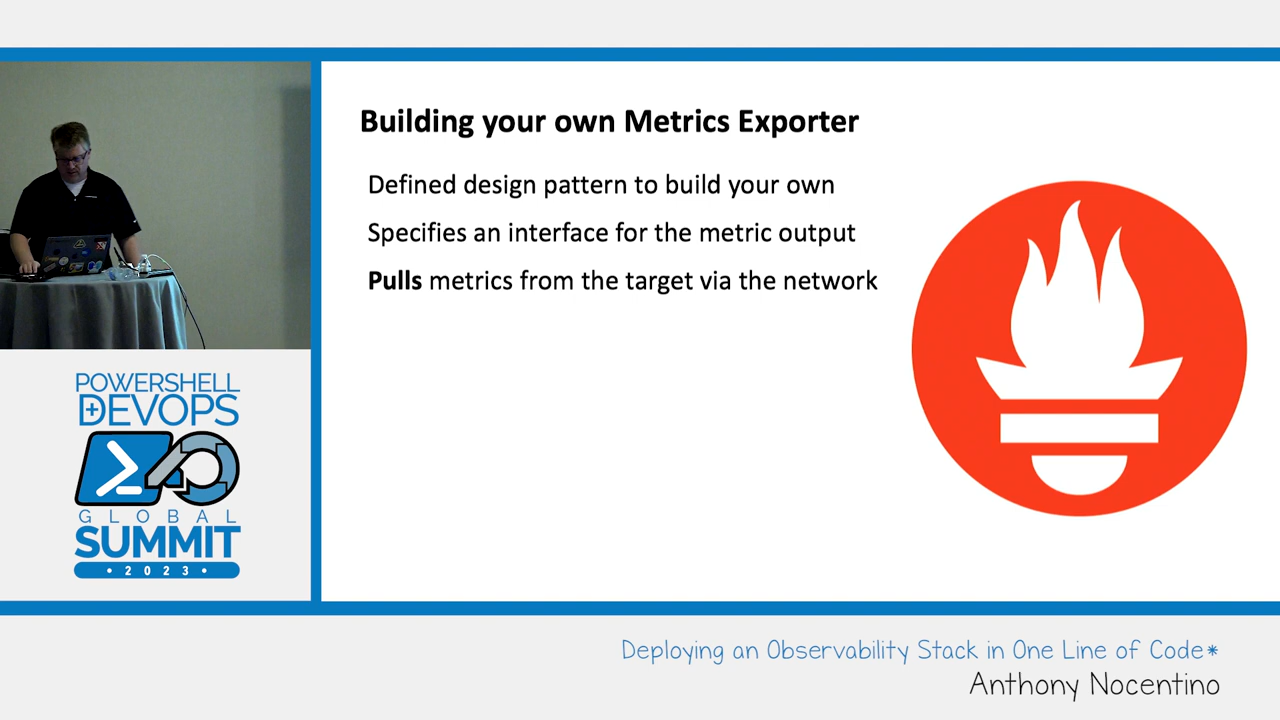 Building your own Metrics Exporter
Defined design pattern to build your own
Specifies an interface for the metric output
Pulls metrics from the target via the network
POWERSHELL
+DEVOPS
GLOBAL
SUMMIT
• 2023 •
Deploying an Observability Stack in One Line of Code*
Anthony Nocentino